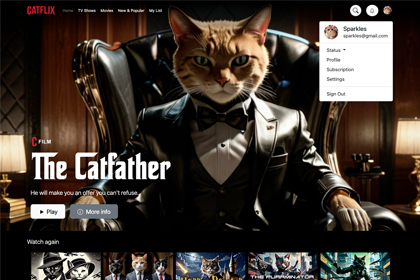 CATFLIX
Home TV Shows Movies New & Popular My List
Sparkles
sparkles@gmail.com
Status
Profile
Subscription
Settings
Sign Out
C FILM
The Catfather
He will make you an offer you can't refuse.
Play
More info
Watch again
THE PURRMINATOR